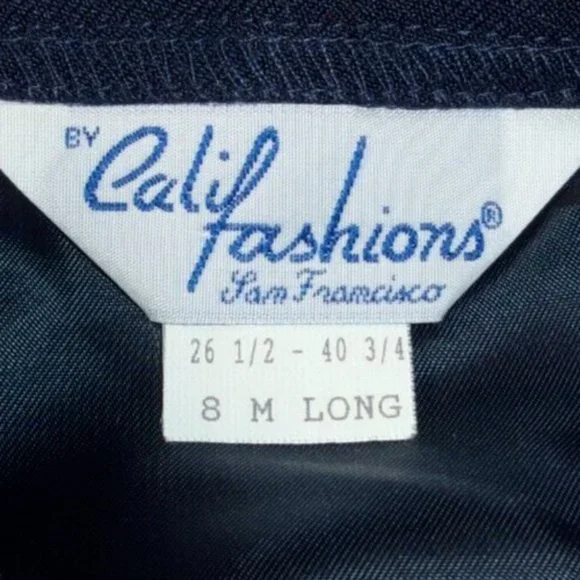 BY
Calif
fashions®
San Francisco
26 1/2 - 40 3/4
8 M LONG